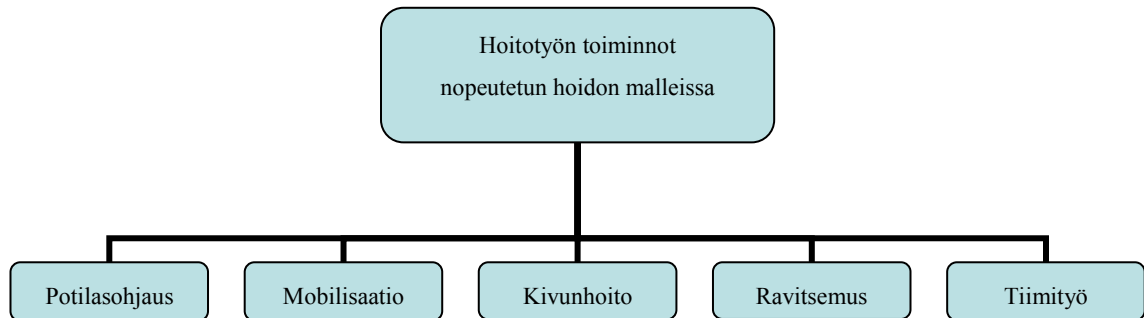 Hoitotyön toiminnot
nopeutetun hoidon malleissa
Potilasohjaus
Mobilisaatio
Kivunhoito
Ravitsemus
Tiimityö